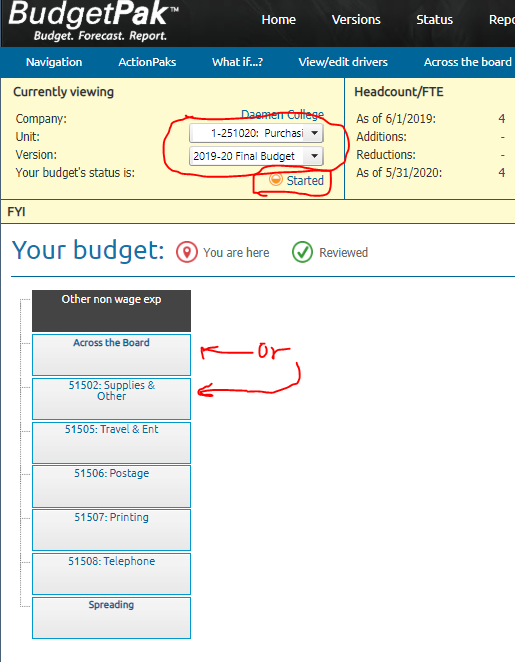 BudgetPak™
Budget. Forecast. Report.
Home Versions Status Repo
Navigation ActionPaks What if...? View/edit drivers Across the board
Currently viewing
Company: Daemen College
Unit: 1-251020: Purchasi
Version: 2019-20 Final Budget
Your budget's status is: Started
Headcount/FTE
As of 6/1/2019: 4
Additions: -
Reductions: -
As of 5/31/2020: 4
FYI
Your budget: You are here Reviewed
Other non wage exp
Across the Board
or
51502: Supplies &
Other
51505: Travel & Ent
51506: Postage
51507: Printing
51508: Telephone
Spreading